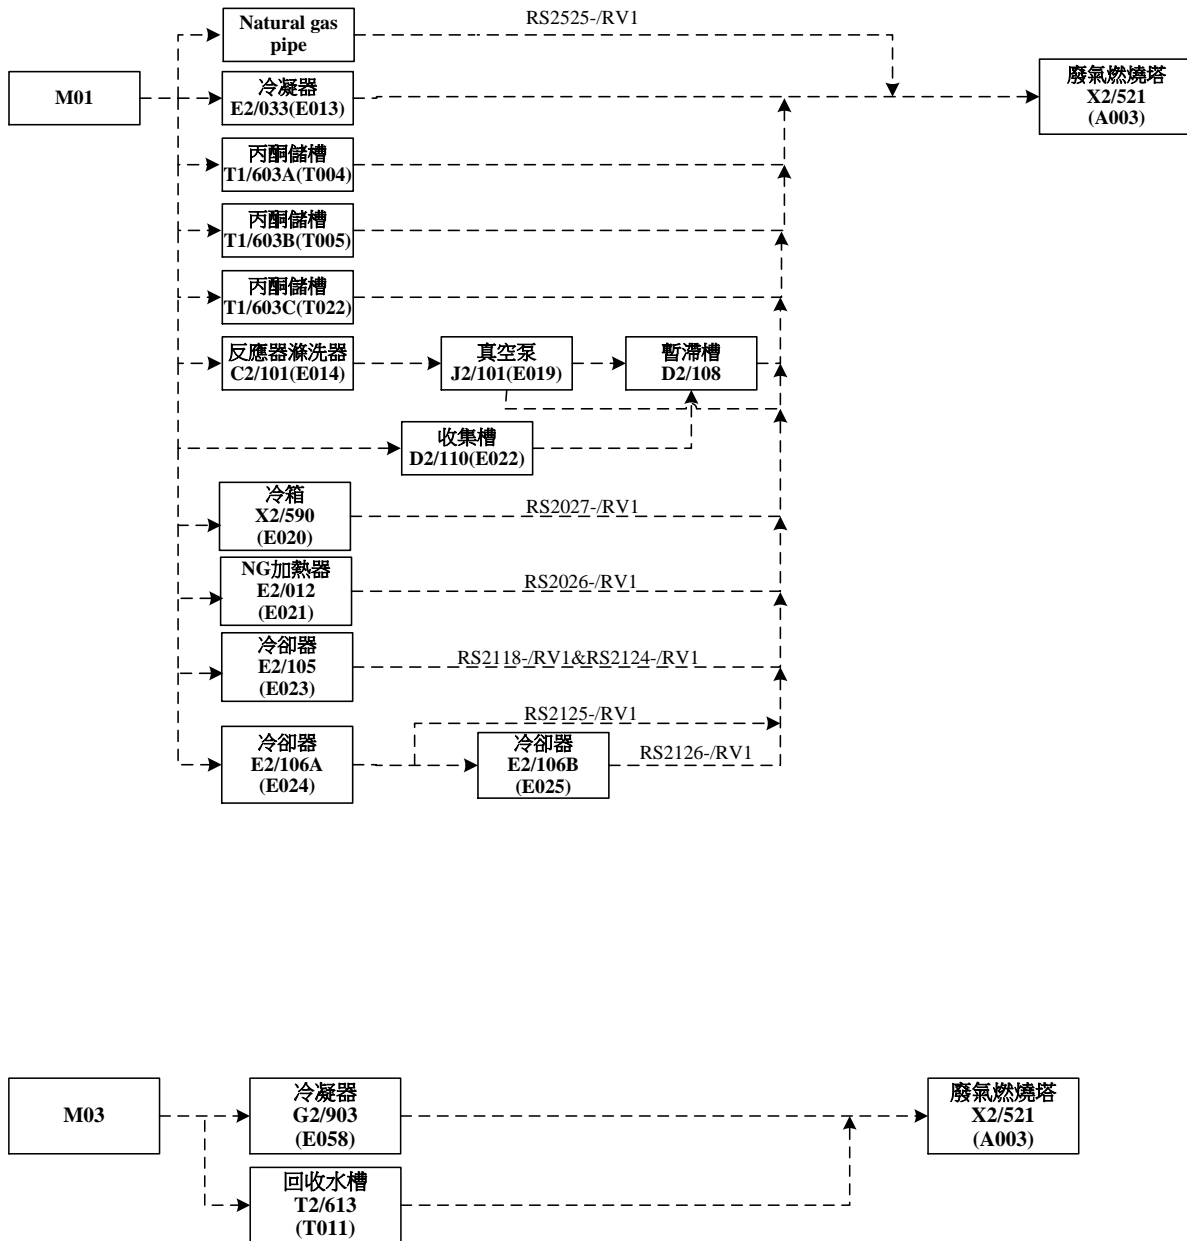 Natural gas
pipe
RS2525-/RV1
M01
冷凝器
E2/033(E013)
廢氣燃燒塔
X2/521
(A003)
丙酮儲槽
T1/603A(T004)
丙酮儲槽
T1/603B(T005)
丙酮儲槽
T1/603C(T022)
反應器滌洗器
C2/101(E014)
真空泵
J2/101(E019)
暫滯槽
D2/108
收集槽
D2/110(E022)
冷箱
X2/590
(E020)
RS2027-/RV1
NG加熱器
E2/012
(E021)
RS2026-/RV1
冷卻器
E2/105
(E023)
RS2118-/RV1&RS2124-/RV1
冷卻器
E2/106A
(E024)
RS2125-/RV1
冷卻器
E2/106B
(E025)
RS2126-/RV1
M03
冷凝器
G2/903
(E058)
廢氣燃燒塔
X2/521
(A003)
回收水槽
T2/613
(T011)